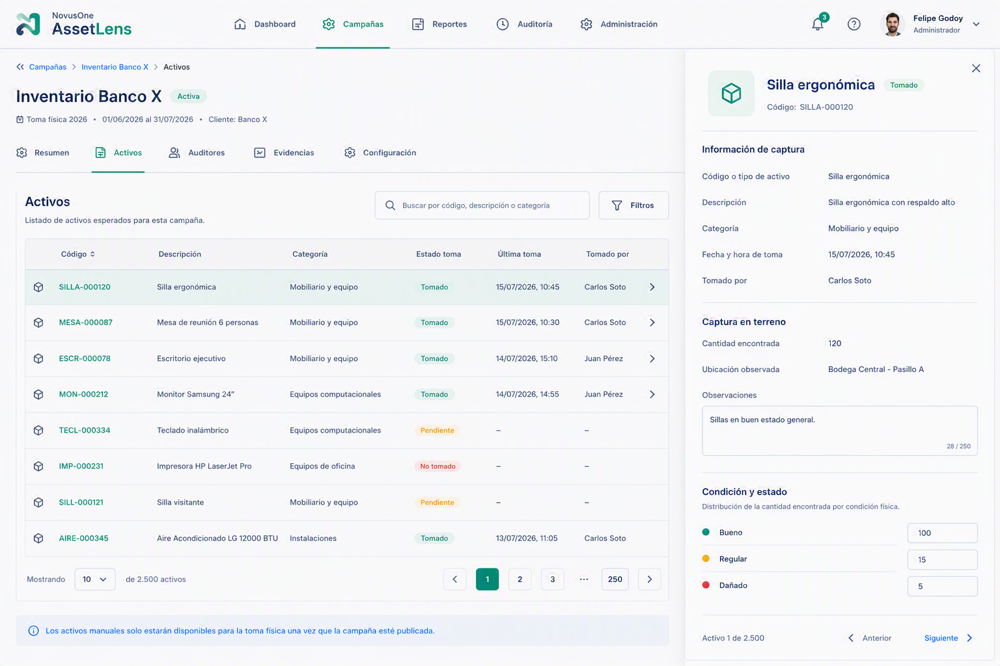 NovusOne
AssetLens
Dashboard
Campañas
Reportes
Auditoría
Administración
3
Felipe Godoy
Administrador
Campañas > Inventario Banco X > Activos
Inventario Banco X
Activa
Toma física 2026 • 01/06/2026 al 31/07/2026 • Cliente: Banco X
Resumen
Activos
Auditores
Evidencias
Configuración
Activos
Listado de activos esperados para esta campaña.
Buscar por código, descripción o categoría
Filtros
Código Descripción Categoría Estado toma Última toma Tomado por
SILLA-000120 Silla ergonómica Mobiliario y equipo Tomado 15/07/2026, 10:45 Carlos Soto
MESA-000087 Mesa de reunión 6 personas Mobiliario y equipo Tomado 15/07/2026, 10:30 Carlos Soto
ESCR-000078 Escritorio ejecutivo Mobiliario y equipo Tomado 14/07/2026, 15:10 Juan Pérez
MON-000212 Monitor Samsung 24" Equipos computacionales Tomado 14/07/2026, 14:55 Juan Pérez
TECL-000334 Teclado inalámbrico Equipos computacionales Pendiente – –
IMP-000231 Impresora HP LaserJet Pro Equipos de oficina No tomado – –
SILL-000121 Silla visitante Mobiliario y equipo Pendiente – –
AIRE-000345 Aire Acondicionado LG 12000 BTU Instalaciones Tomado 13/07/2026, 11:05 Carlos Soto
Mostrando 10 de 2.500 activos
1 2 3 ... 250
Los activos manuales solo estarán disponibles para la toma física una vez que la campaña esté publicada.
Silla ergonómica
Tomado
Código: SILLA-000120
Información de captura
Código o tipo de activo Silla ergonómica
Descripción Silla ergonómica con respaldo alto
Categoría Mobiliario y equipo
Fecha y hora de toma 15/07/2026, 10:45
Tomado por Carlos Soto
Captura en terreno
Cantidad encontrada 120
Ubicación observada Bodega Central - Pasillo A
Observaciones
Sillas en buen estado general.
28 / 250
Condición y estado
Distribución de la cantidad encontrada por condición física.
Bueno 100
Regular 15
Dañado 5
Activo 1 de 2.500
Anterior
Siguiente